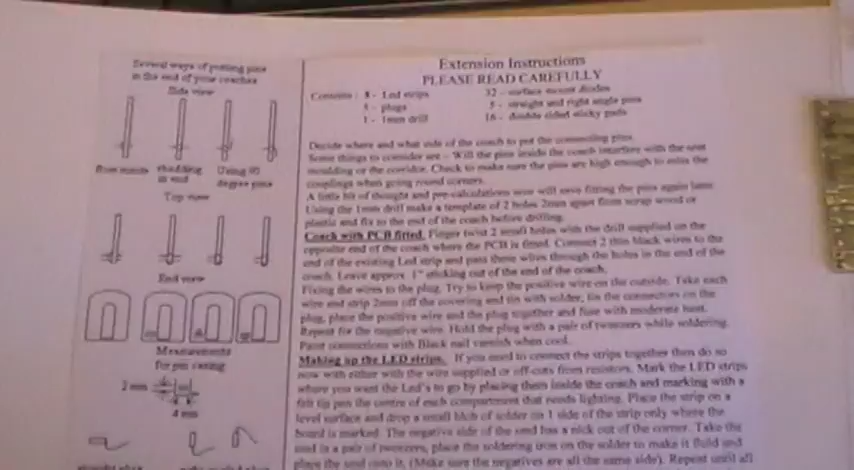 Several ways of putting pins
in the end of your coaches
Side view
Top view
End view
Measurements
for pin
2 mm
4 mm
Extension Instructions
PLEASE READ CAREFULLY
Contents : 8 - Led strips
32 - surface mount diodes
5 - plugs
5 - straight and right angle pins
1 - 1mm drill
16 - double sided sticky pads
Decide where and what side of the coach to put the connecting pins.
Some things to consider are - Will the pins inside the coach interfere with the seat
moulding or the corridor. Check to make sure the pins are high enough to miss the
couplings when going round corners.
A little bit of thought and pre-calculations now will save fitting the pins again later.
Using the 1mm drill make a template of 2 holes 2mm apart from scrap wood or
plastic and fix to the end of the coach before drilling.
Coach with PCB fitted. Finger twist 2 small holes with the drill supplied on the
opposite end of the coach where the PCB is fitted. Connect 2 thin black wires to the
end of the existing Led strip and pass these wires through the holes in the end of the
coach. Leave approx 1" sticking out of the end of the coach.
Fixing the wires to the plug. Try to keep the positive wire on the outside. Take each
wire and strip 2mm off the covering and tin with solder, tin the connectors on the
plug, place the positive wire and the plug together and fuse with moderate heat.
Repeat for the negative wire. Hold the plug with a pair of tweezers while soldering.
Paint connections with Black nail varnish when cool.
Making up the LED strips. If you need to connect the strips together then do so
now with either with the wire supplied or off-cuts from resistors. Mark the LED strips
where you want the Led's to go by placing them inside the coach and marking with a
felt tip pen the centre of each compartment that needs lighting. Place the strip on a
level surface and drop a small blob of solder on 1 side of the strip only where the
board is marked. The negative side of the smd has a nick out of the corner. Take the
smd in a pair of tweezers, place the soldering iron on the solder to make it fluid and
place the smd onto it. (Make sure the negatives are all the same side). Repeat until all